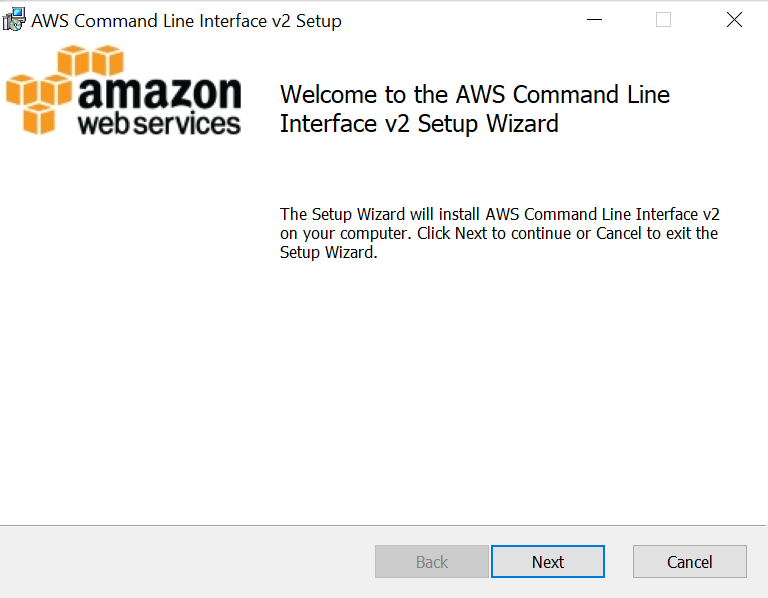 AWS Command Line Interface v2 Setup
amazon
web services
Welcome to the AWS Command Line
Interface v2 Setup Wizard
The Setup Wizard will install AWS Command Line Interface v2
on your computer. Click Next to continue or Cancel to exit the
Setup Wizard.
Back
Next
Cancel